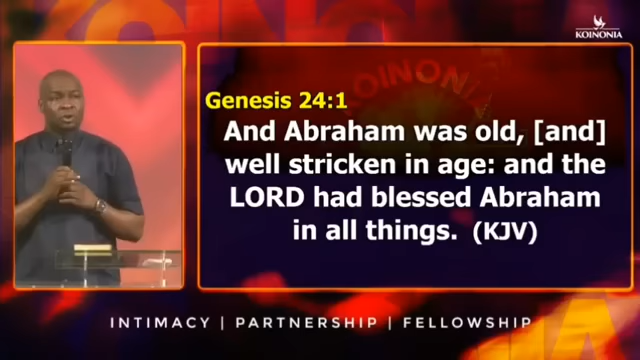 KOINONIA
KOINONIA
Genesis 24:1
And Abraham was old, [and]
well stricken in age: and the
LORD had blessed Abraham
in all things. (KJV)
INTIMACY | PARTNERSHIP | FELLOWSHIP